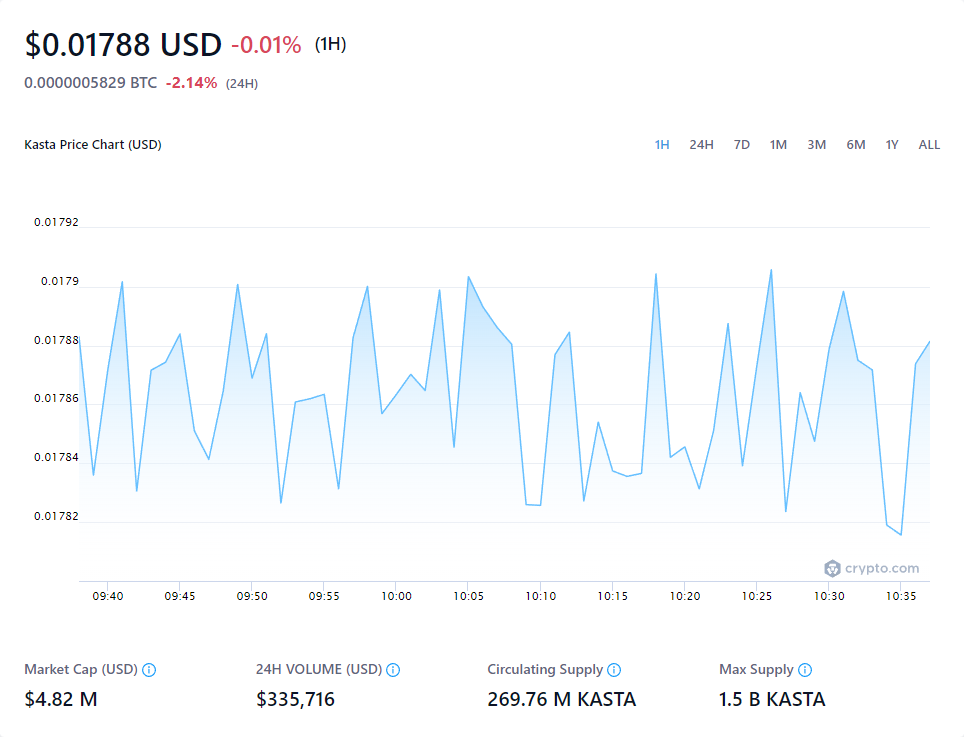 $0.01788 USD -0.01% (1H)
0.0000005829 BTC -2.14% (24H)
Kasta Price Chart (USD) 1H 24H 7D 1M 3M 6M 1Y ALL
0.01792
0.0179
0.01788
0.01786
0.01784
0.01782
crypto.com
09:40 09:45 09:50 09:55 10:00 10:05 10:10 10:15 10:20 10:25 10:30 10:35
Market Cap (USD) 24H VOLUME (USD) Circulating Supply Max Supply
$4.82 M $335,716 269.76 M KASTA 1.5 B KASTA